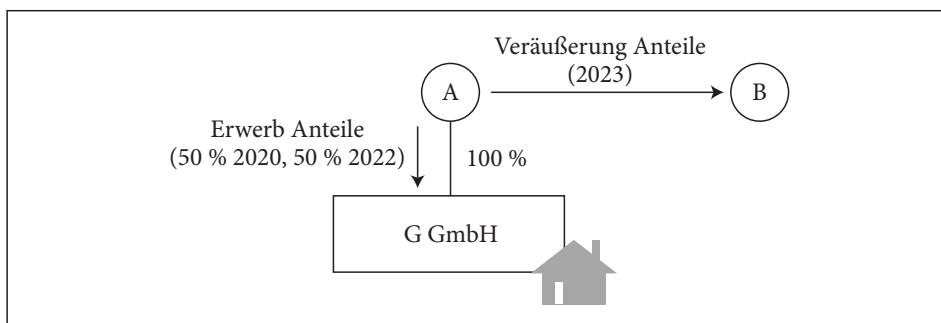 Veräußerung Anteile
(2023)
A
B
Erwerb Anteile
(50 % 2020, 50 % 2022)
100 %
G GmbH